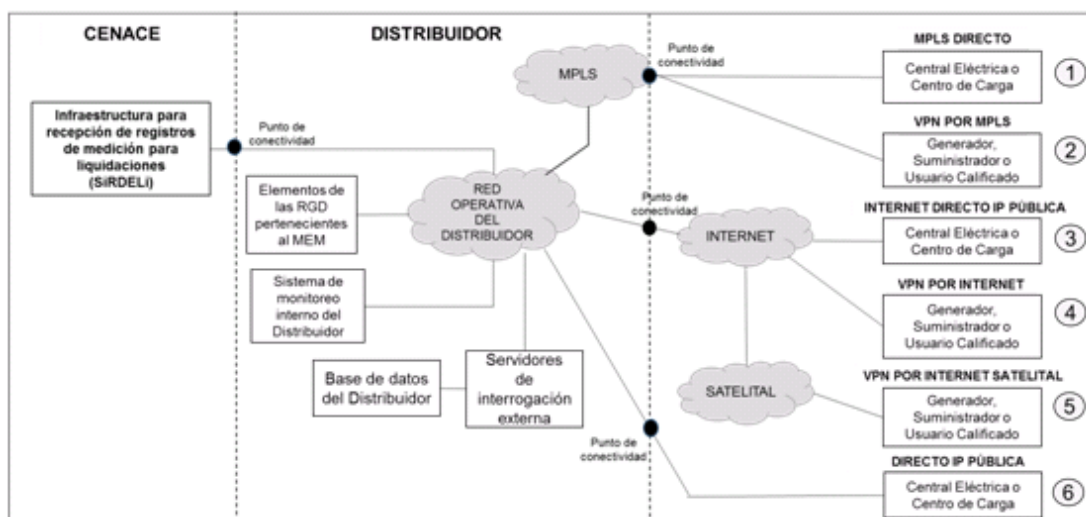 CENACE
Infraestructura para
recepción de registros
de medición para
liquidaciones
(SiRDELi)
Punto de
conectividad
DISTRIBUIDOR
MPLS
Punto de
conectividad
RED
OPERATIVA
DEL
DISTRIBUIDOR
Elementos de
las RGD
pertenecientes
al MEM
Sistema de
monitoreo
interno del
Distribuidor
Base de datos
del Distribuidor
Servidores
de
interrogación
externa
Punto de
conectividad
INTERNET
SATELITAL
Punto de
conectividad
MPLS DIRECTO
Central Eléctrica o
Centro de Carga
1
VPN POR MPLS
Generador,
Suministrador o
Usuario Calificado
2
INTERNET DIRECTO IP PÚBLICA
Central Eléctrica o
Centro de Carga
3
VPN POR INTERNET
Generador,
Suministrador o
Usuario Calificado
4
VPN POR INTERNET SATELITAL
Generador,
Suministrador o
Usuario Calificado
5
DIRECTO IP PÚBLICA
Central Eléctrica o
Centro de Carga
6